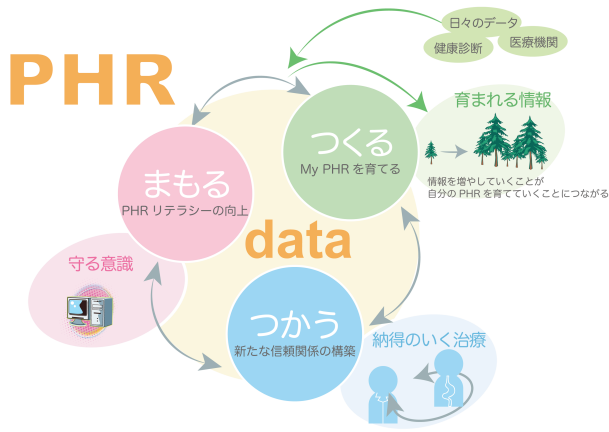 PHR
日々のデータ
健康診断
医療機関
つくる
My PHR を育てる
育まれる情報
情報を増やしていくことが
自分の PHR を育てていくことにつながる
まもる
PHR リテラシーの向上
data
守る意識
つかう
新たな信頼関係の構築
納得のいく治療